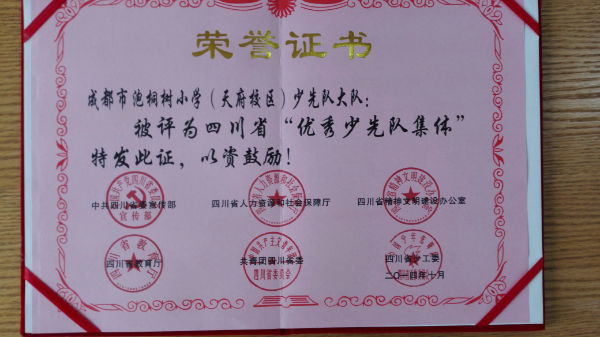 荣誉证书
成都市泡桐树小学（天府校区）少先队大队：
被评为四川省“优秀少先队集体”
特发此证，以资鼓励！
中共四川省委宣传部
四川省人力资源和社会保障厅
四川省精神文明建设办公室
四川省教育厅
共青团四川省委
四川省少工委
二〇一四年十月